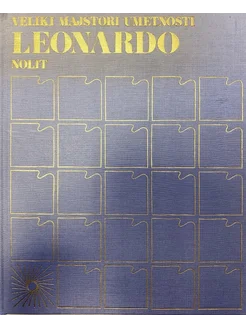 VELIKI MAJSTORI UMETNOSTI
LEONARDO
NOLIT